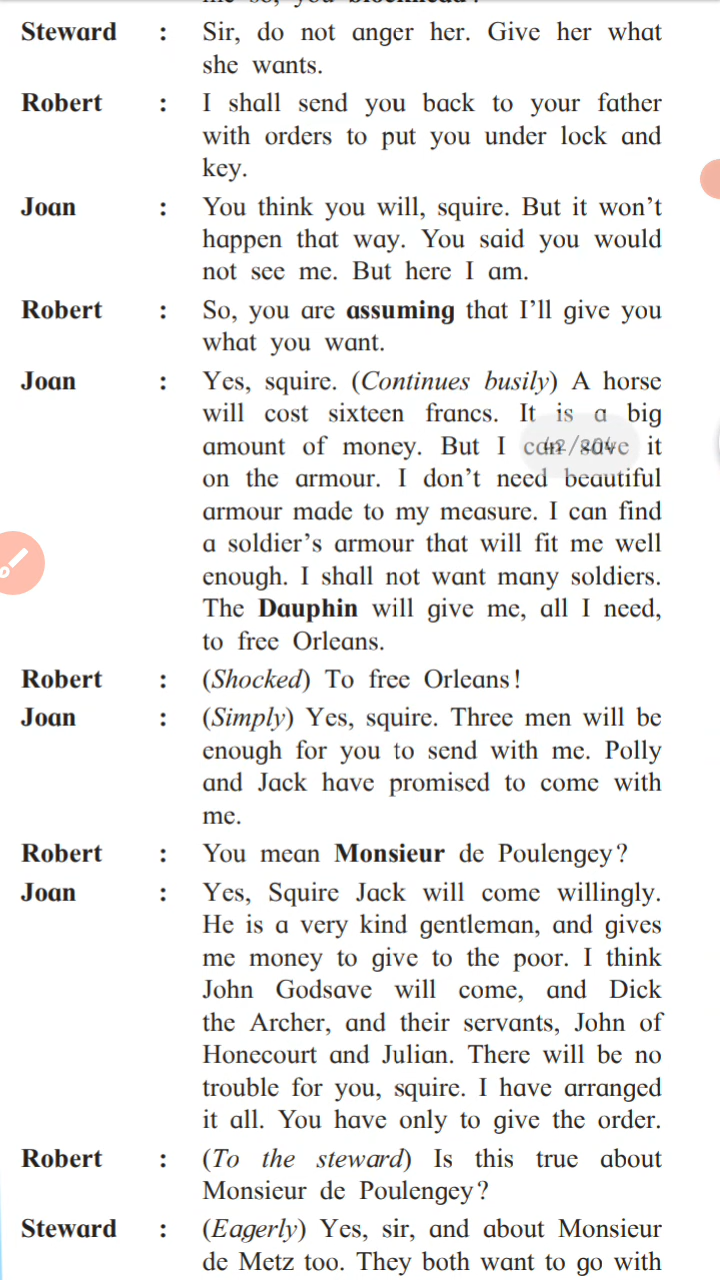 Steward : Sir, do not anger her. Give her what
she wants.
Robert : I shall send you back to your father
with orders to put you under lock and
key.
Joan : You think you will, squire. But it won't
happen that way. You said you would
not see me. But here I am.
Robert : So, you are assuming that I'll give you
what you want.
Joan : Yes, squire. (Continues busily) A horse
will cost sixteen francs. It is a big
amount of money. But I can save it
on the armour. I don't need beautiful
armour made to my measure. I can find
a soldier's armour that will fit me well
enough. I shall not want many soldiers.
The Dauphin will give me, all I need,
to free Orleans.
Robert : (Shocked) To free Orleans!
Joan : (Simply) Yes, squire. Three men will be
enough for you to send with me. Polly
and Jack have promised to come with
me.
Robert : You mean Monsieur de Poulengey?
Joan : Yes, Squire Jack will come willingly.
He is a very kind gentleman, and gives
me money to give to the poor. I think
John Godsave will come, and Dick
the Archer, and their servants, John of
Honecourt and Julian. There will be no
trouble for you, squire. I have arranged
it all. You have only to give the order.
Robert : (To the steward) Is this true about
Monsieur de Poulengey?
Steward : (Eagerly) Yes, sir, and about Monsieur
de Metz too. They both want to go with